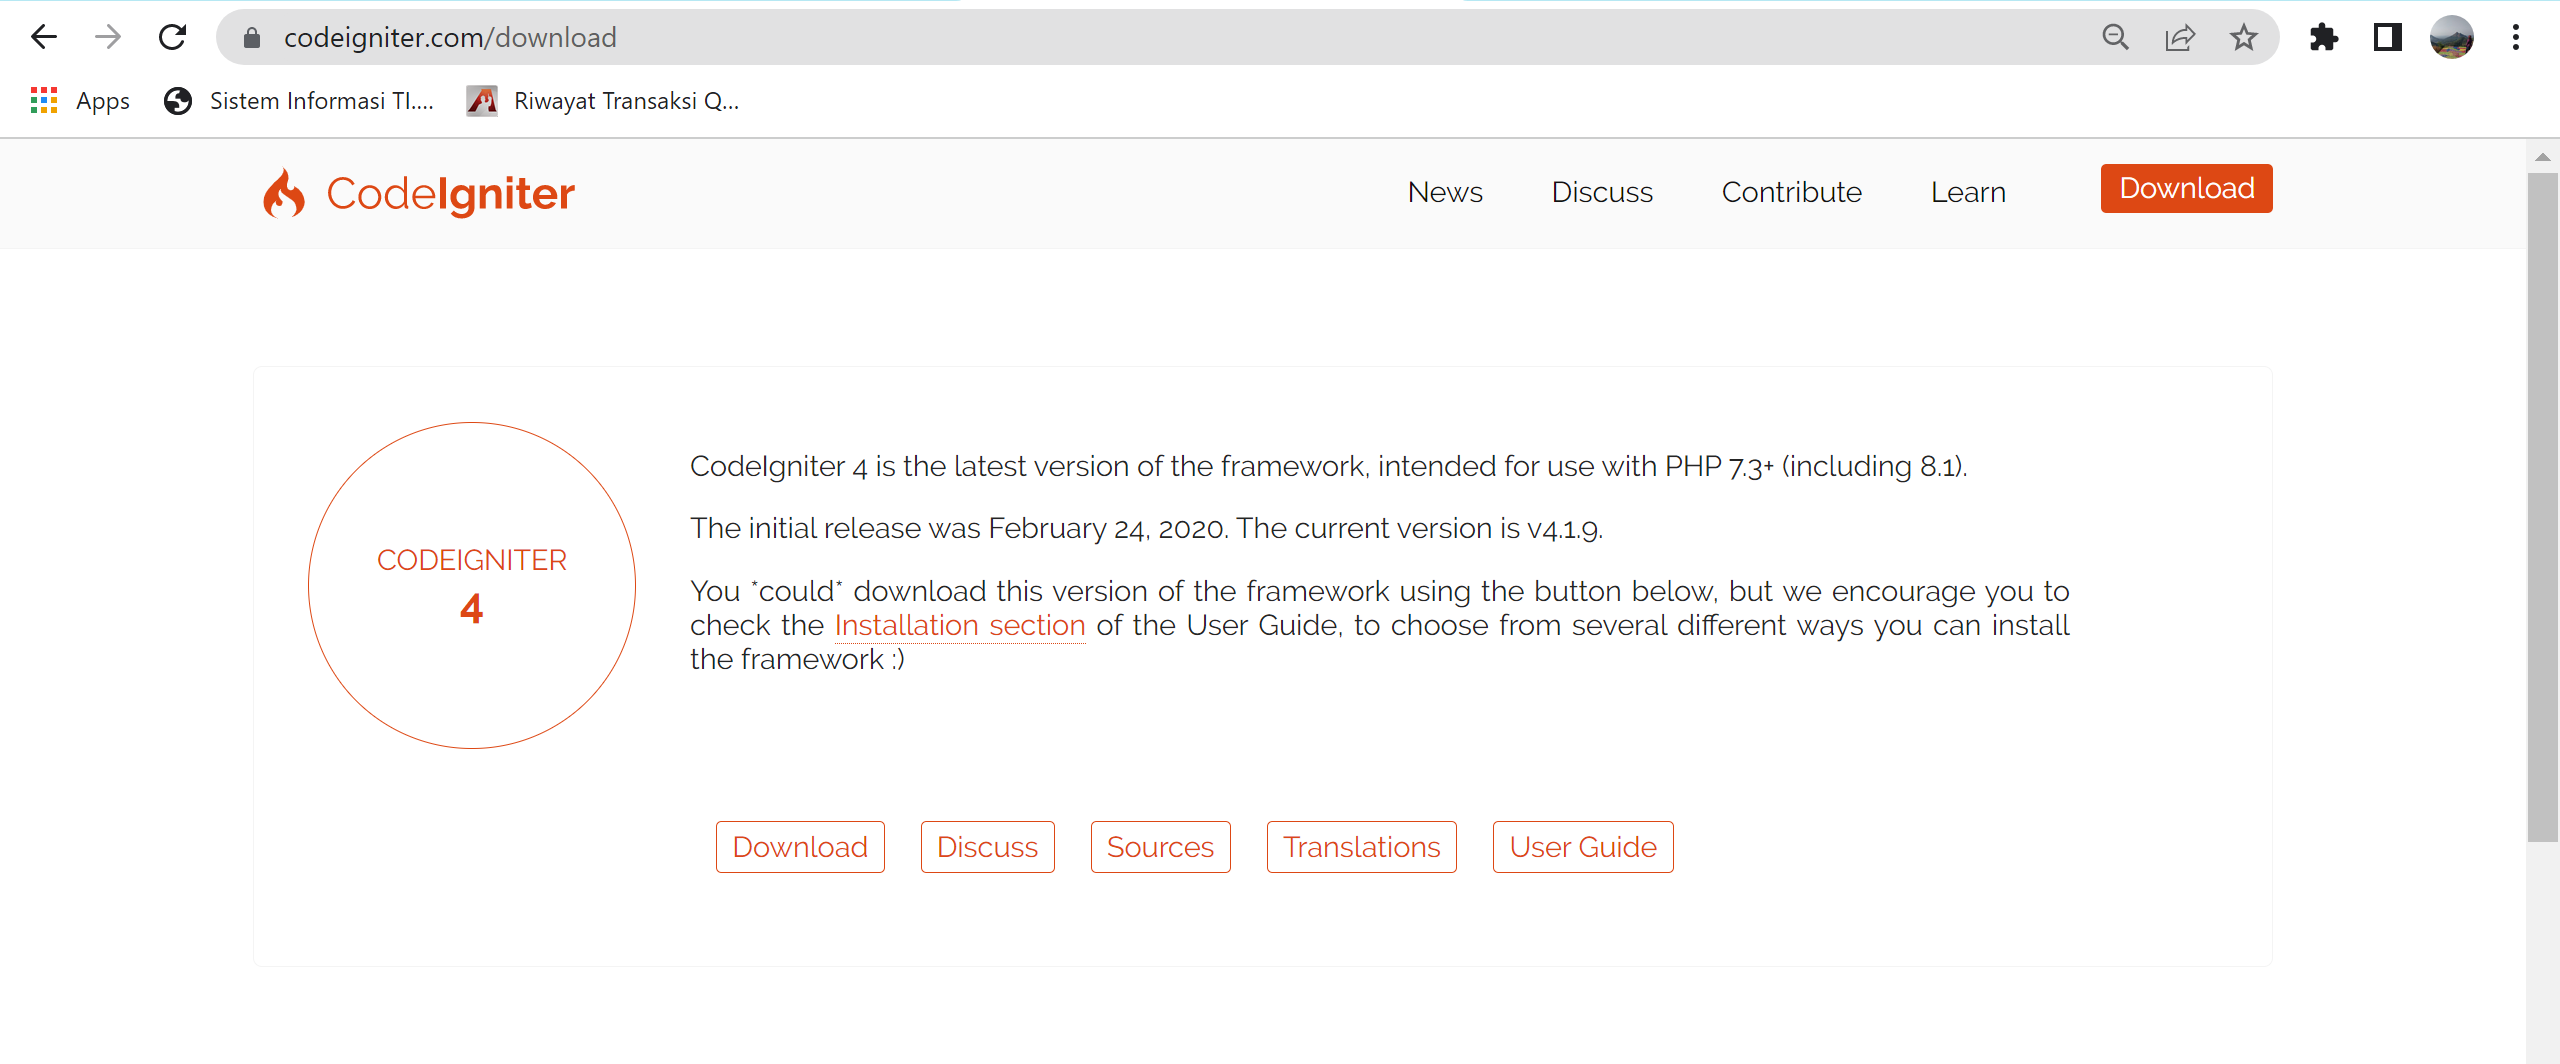 codeigniter.com/download
Apps
Sistem Informasi TI....
Riwayat Transaksi Q...
CodeIgniter
News
Discuss
Contribute
Learn
Download
CODEIGNITER
4
CodeIgniter 4 is the latest version of the framework, intended for use with PHP 7.3+ (including 8.1).
The initial release was February 24, 2020. The current version is v4.1.9.
You *could* download this version of the framework using the button below, but we encourage you to
check the Installation section of the User Guide, to choose from several different ways you can install
the framework :)
Download
Discuss
Sources
Translations
User Guide